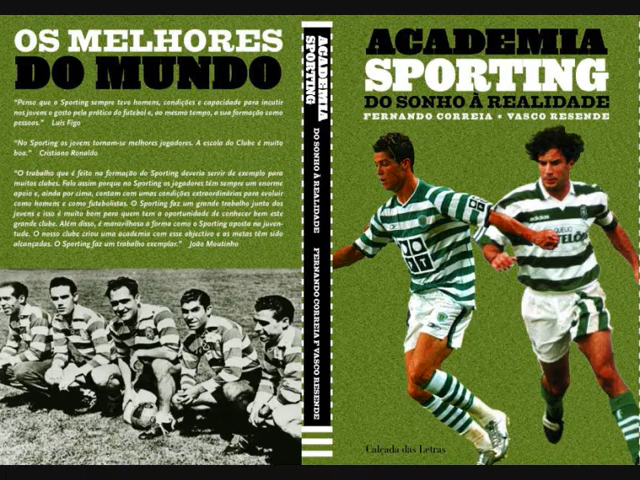 OS MELHORES
DO MUNDO
"Penso que o Sporting sempre teve homens, condições e capacidade para incutir
nos jovens o gosto pela prática do futebol e, ao mesmo tempo, a sua formação como
pessoas." Luís Figo
"No Sporting os jovens tornam-se melhores jogadores. A escola do Clube é muito
boa." Cristiano Ronaldo
"O trabalho que é feito na formação do Sporting deveria servir de exemplo para
muitos clubes. Falo assim porque no Sporting os jogadores têm sempre um enorme
apoio e, ainda por cima, contam com umas condições extraordinárias para evoluir
como homens e como futebolistas. O Sporting faz um grande trabalho junto dos
jovens e isso é muito bom para quem tem a oportunidade de conhecer bem este
grande clube. Além disso, é maravilhosa a forma como o Sporting aposta na juven-
tude. O nosso clube criou uma academia com esse objectivo e as metas têm sido
alcançadas. O Sporting faz um trabalho exemplar." João Moutinho
ACADEMIA
SPORTING
DO SONHO À REALIDADE
FERNANDO CORREIA F VASCO RESENDE
ACADEMIA
SPORTING
DO SONHO À REALIDADE
FERNANDO CORREIA • VASCO RESENDE
adidas
TELÕE
Calçada das Letras